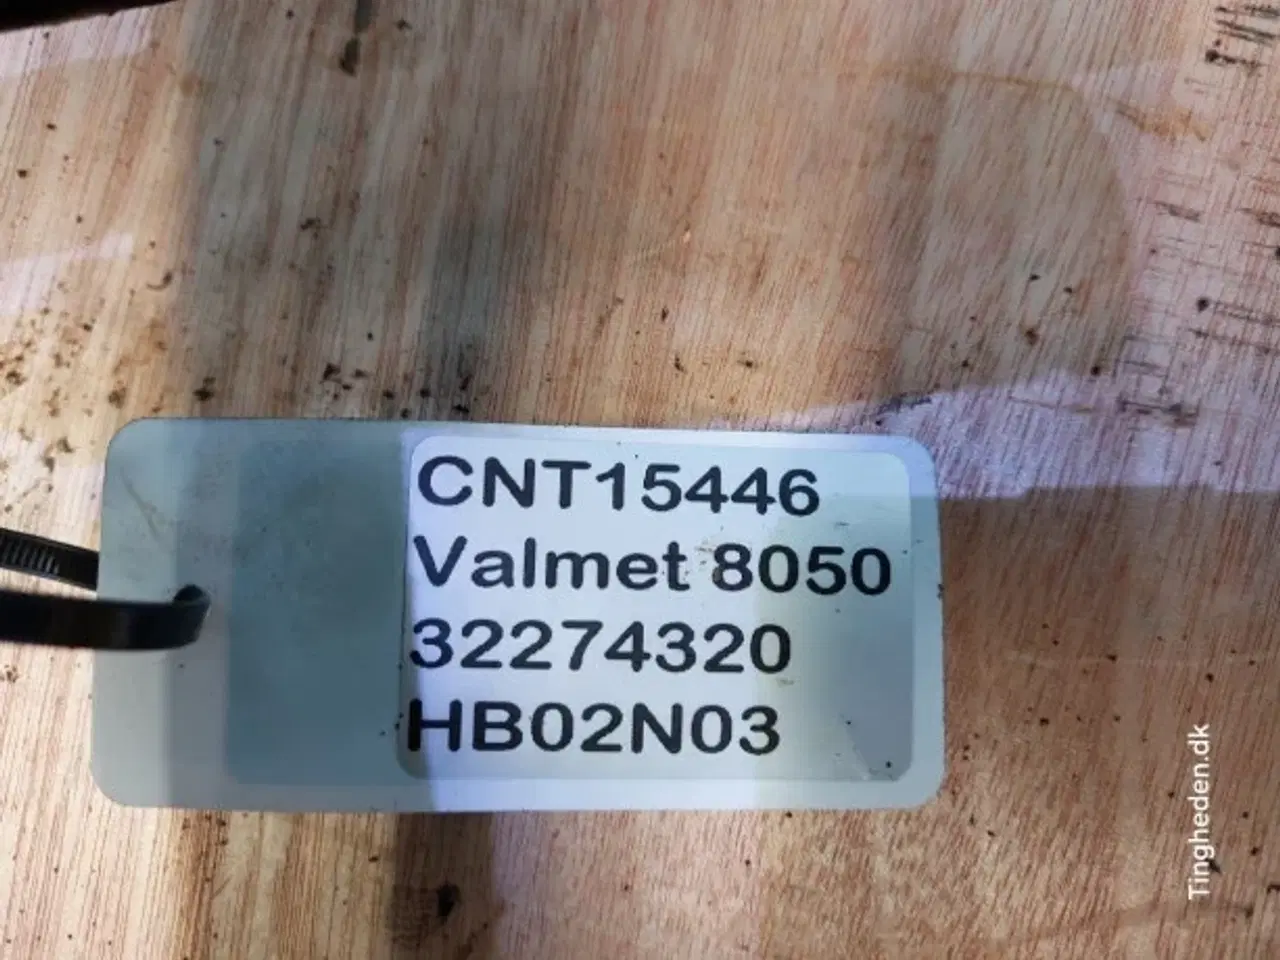 CNT15446
Valmet 8050
32274320
HB02N03
Tingheden.dk